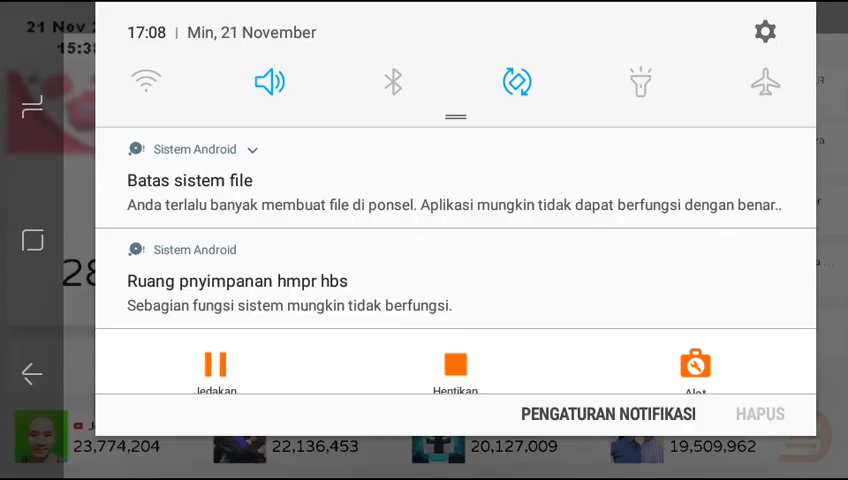 21 Nov
15:38
17:08 | Min, 21 November
Sistem Android
Batas sistem file
Anda terlalu banyak membuat file di ponsel. Aplikasi mungkin tidak dapat berfungsi dengan benar..
Sistem Android
Ruang pnyimpanan hmpr hbs
Sebagian fungsi sistem mungkin tidak berfungsi.
28
Jedakan
Hentikan
Alat
PENGATURAN NOTIFIKASI
HAPUS
23,774,204
22,136,453
20,127,009
19,509,962